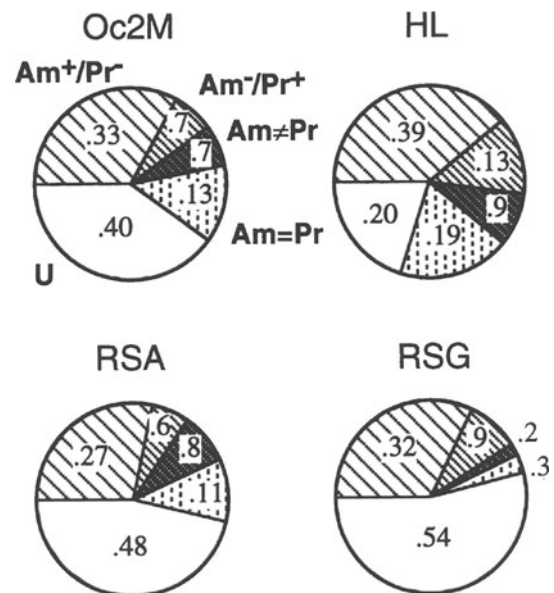 Oc2M
HL
Am⁺/Pr⁻
Am⁻/Pr⁺
Am≠Pr
Am=Pr
U
.33
.7
.7
.13
.40
.39
.13
.9
.19
.20
RSA
RSG
.27
.6
.8
.11
.48
.32
.9
.2
.3
.54